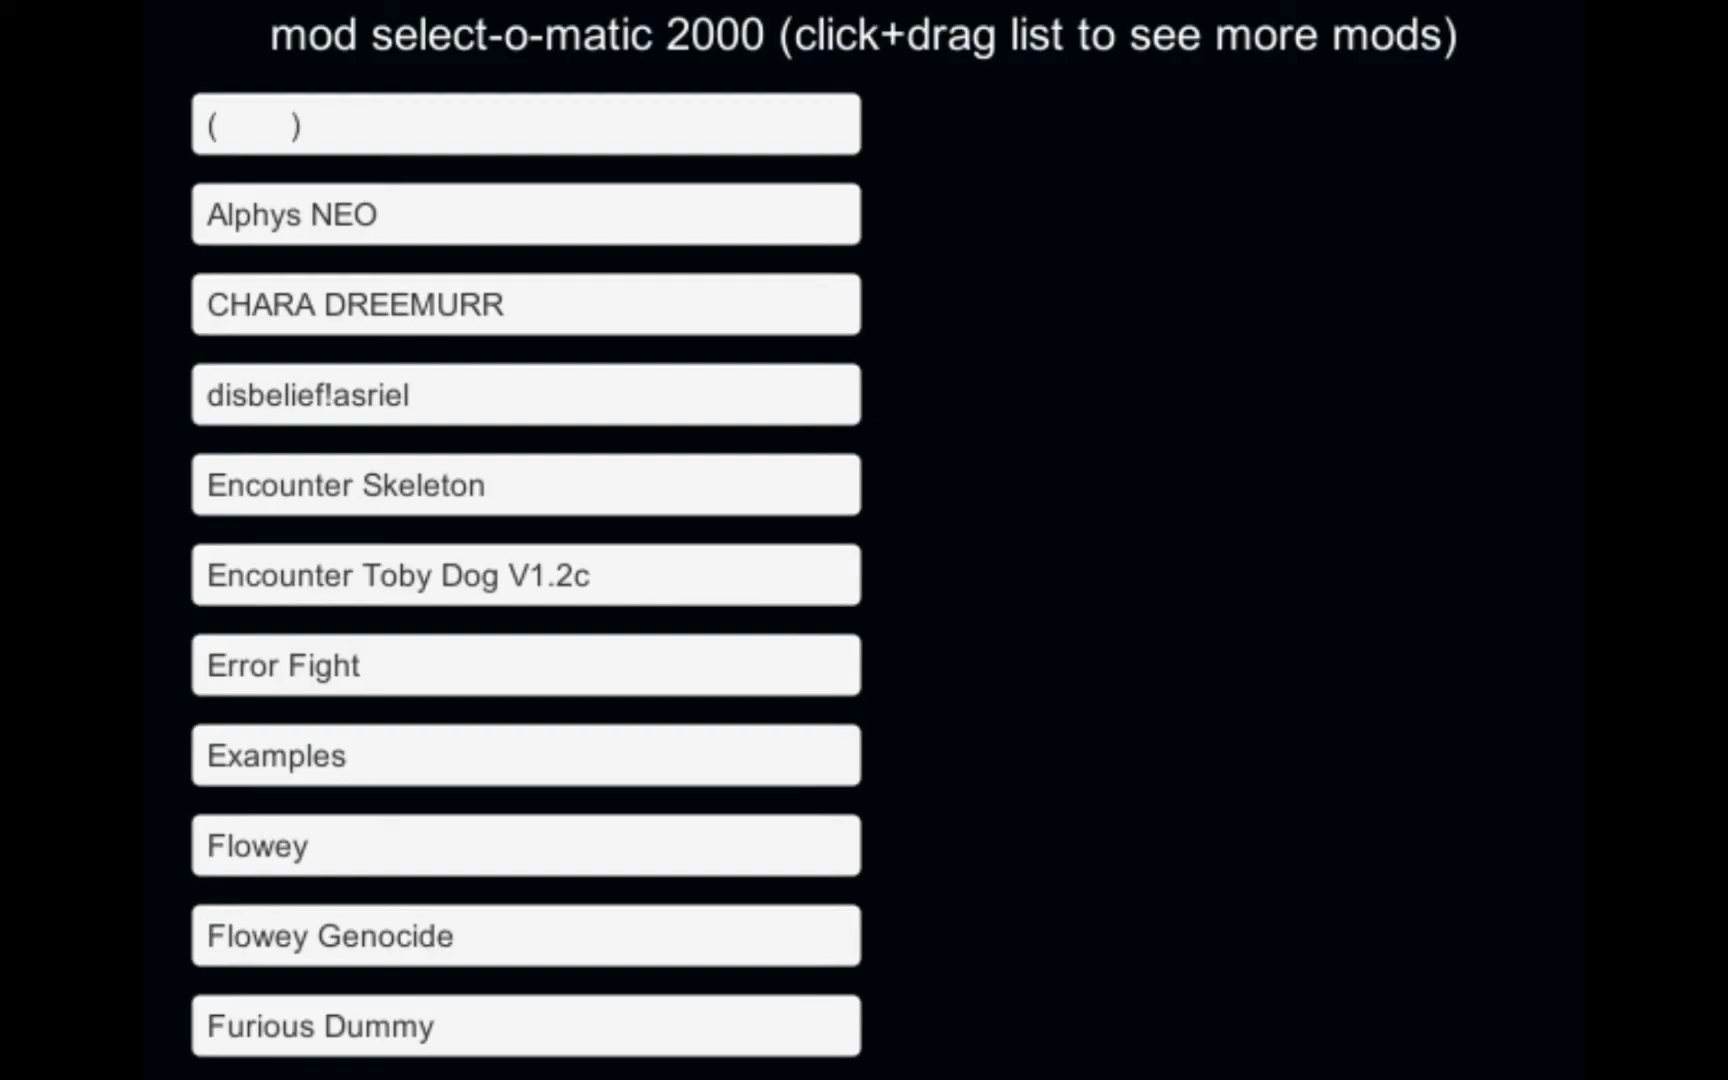 mod select-o-matic 2000 (click+drag list to see more mods)
( )
Alphys NEO
CHARA DREEMURR
disbelief!asriel
Encounter Skeleton
Encounter Toby Dog V1.2c
Error Fight
Examples
Flowey
Flowey Genocide
Furious Dummy